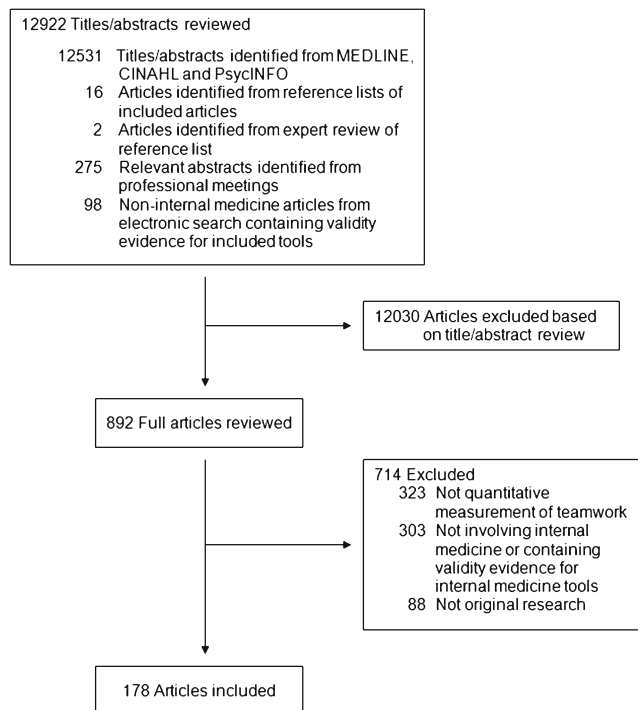 12922 Titles/abstracts reviewed
12531 Titles/abstracts identified from MEDLINE,
CINAHL and PsycINFO
16 Articles identified from reference lists of
included articles
2 Articles identified from expert review of
reference list
275 Relevant abstracts identified from
professional meetings
98 Non-internal medicine articles from
electronic search containing validity
evidence for included tools
12030 Articles excluded based
on title/abstract review
892 Full articles reviewed
714 Excluded
323 Not quantitative
measurement of teamwork
303 Not involving internal
medicine or containing
validity evidence for
internal medicine tools
88 Not original research
178 Articles included